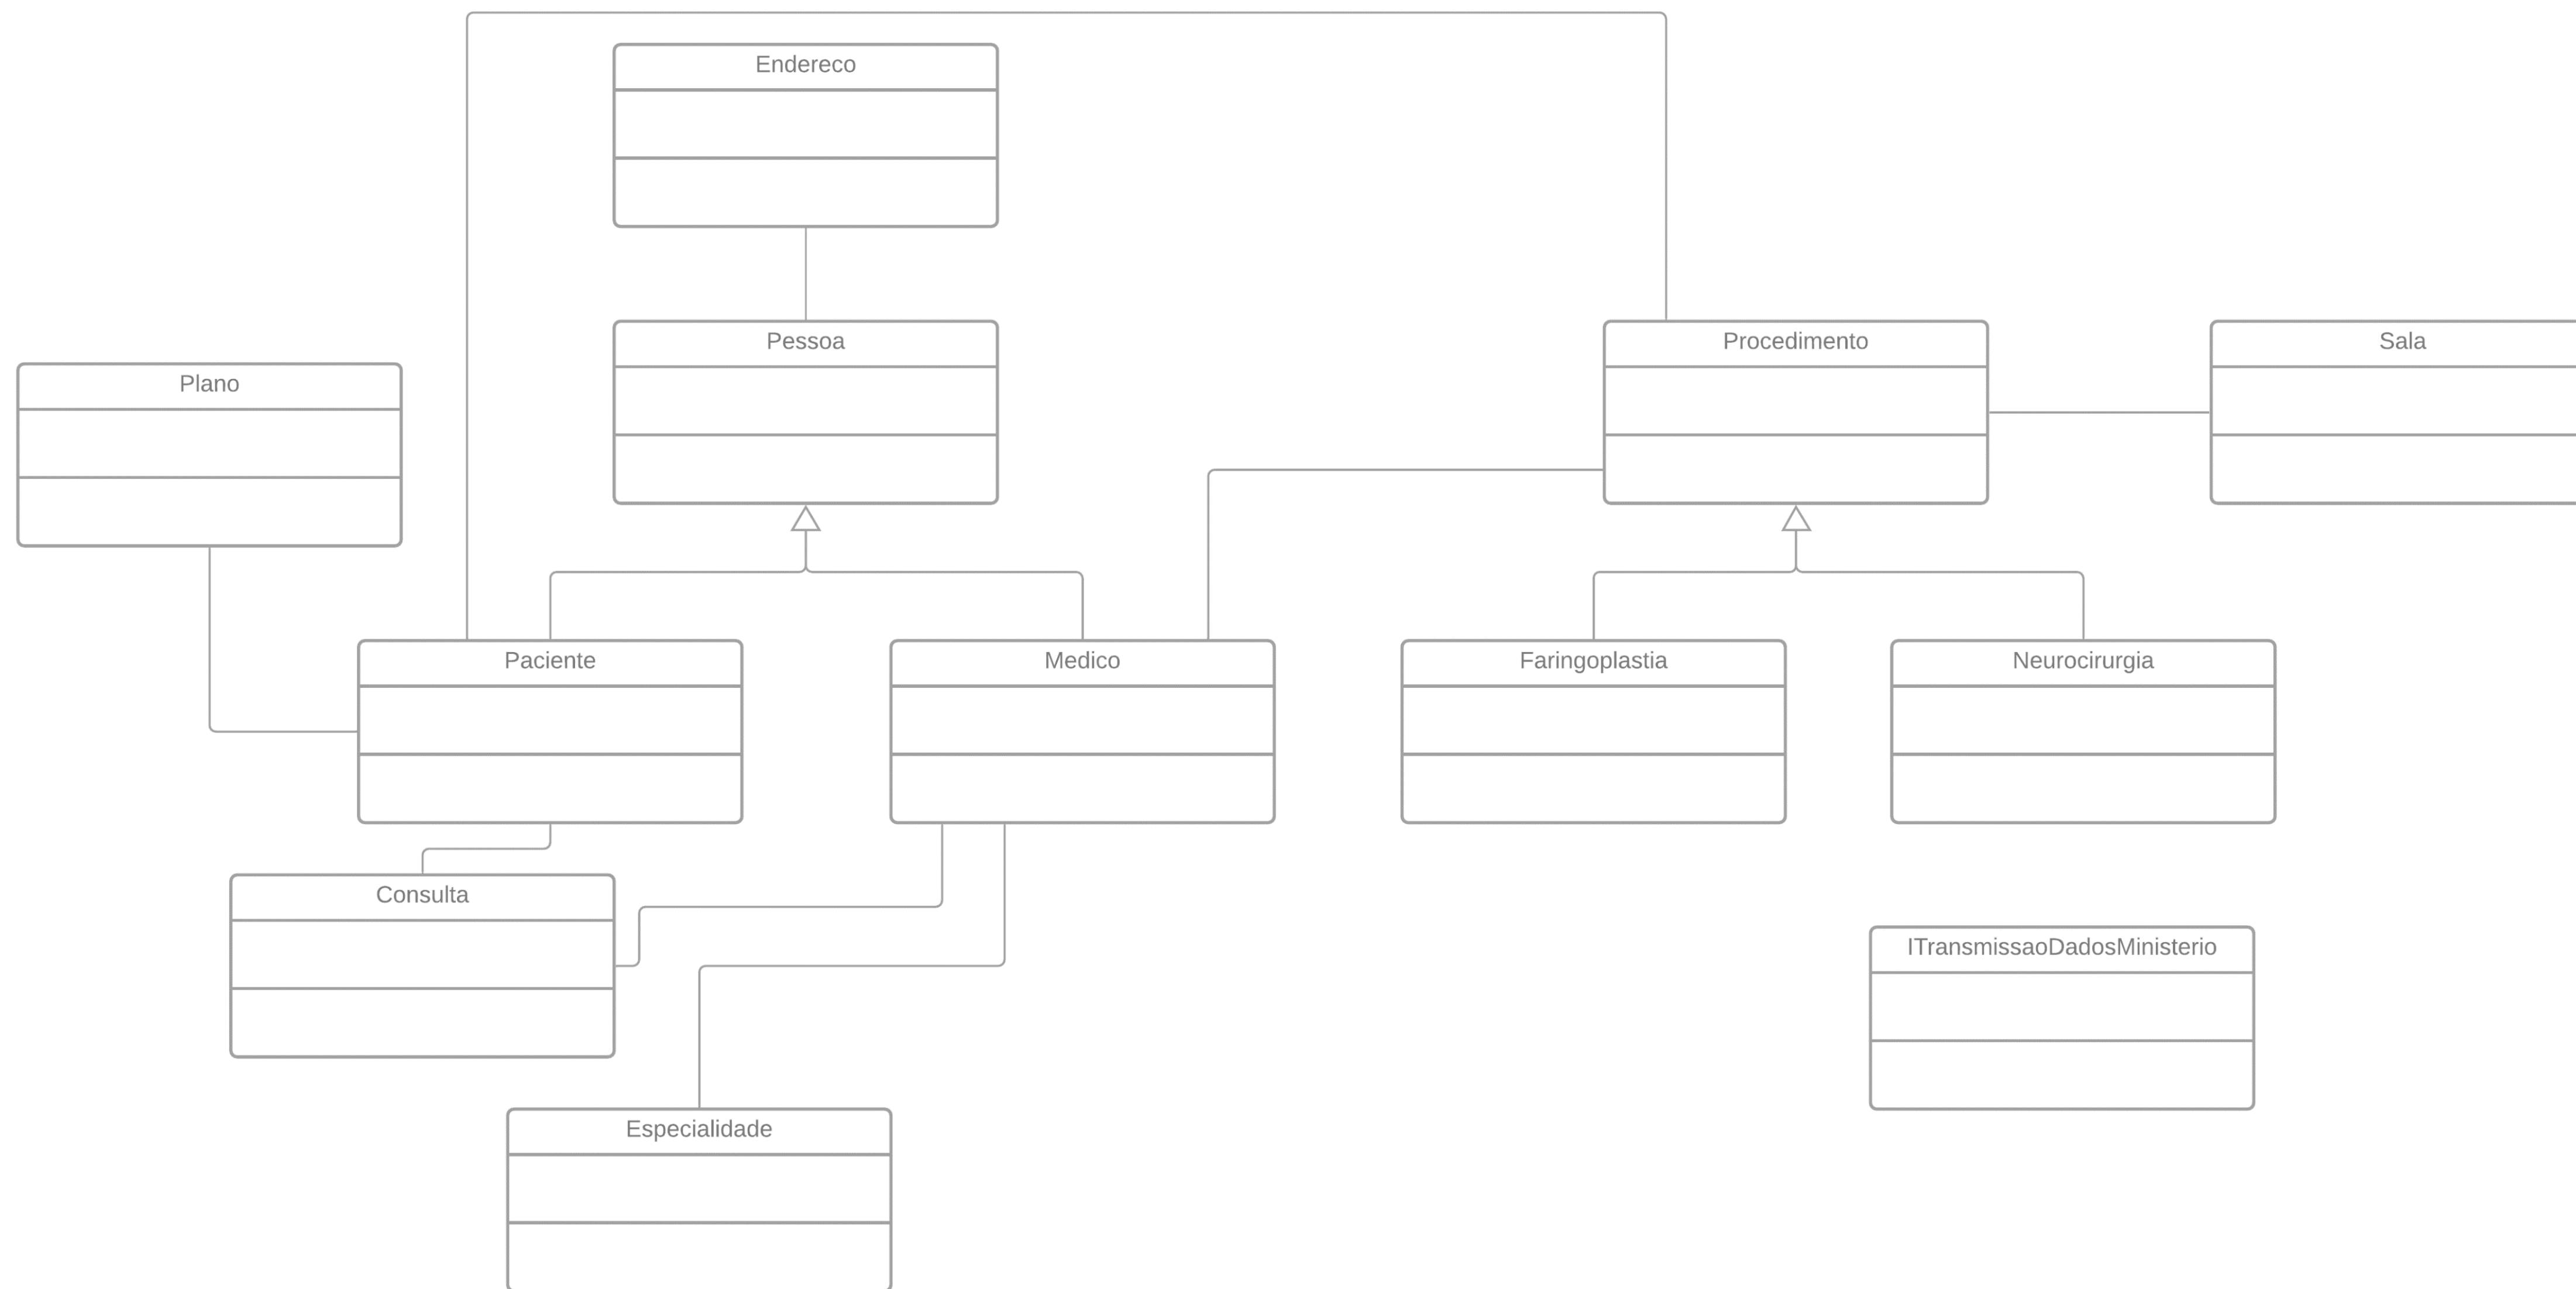 Endereco
Pessoa
Procedimento
Sala
Plano
Paciente
Medico
Faringoplastia
Neurocirurgia
Consulta
ITransmissaoDadosMinisterio
Especialidade